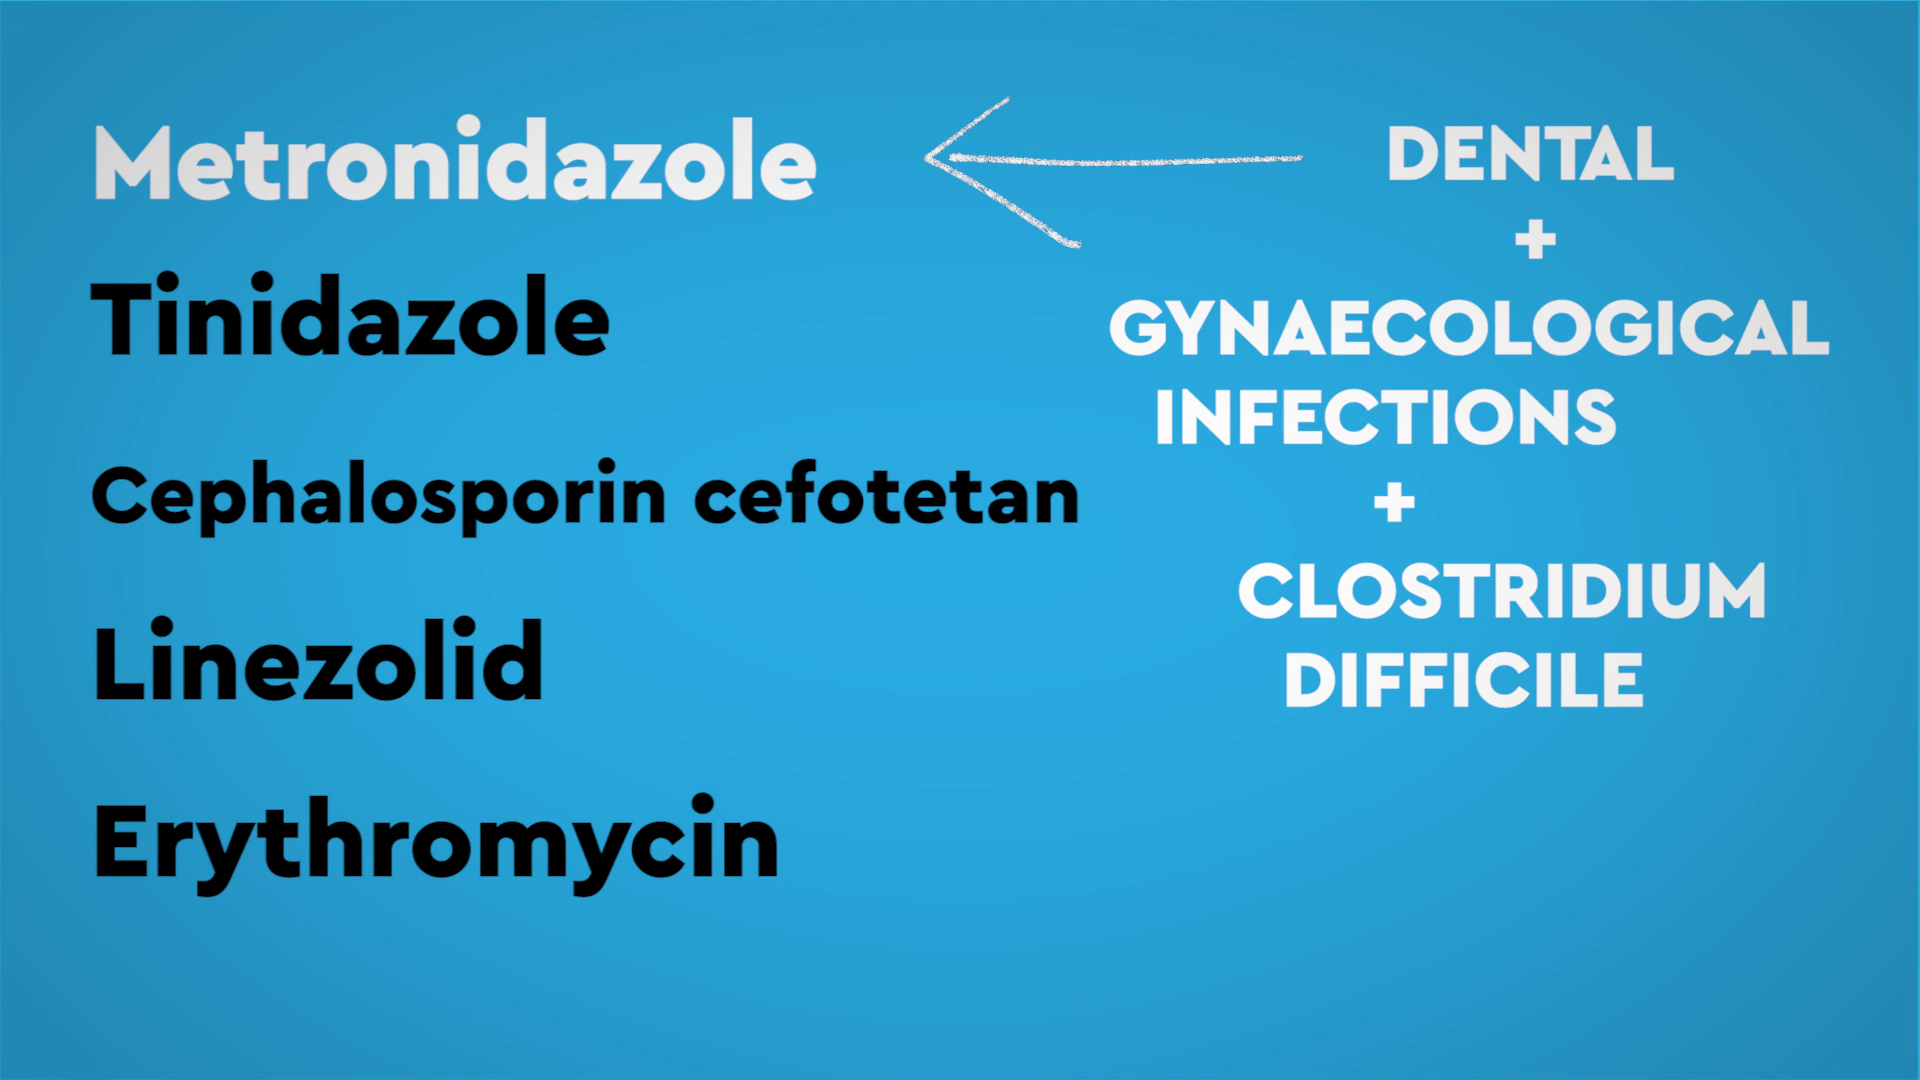 Metronidazole
Tinidazole
Cephalosporin cefotetan
Linezolid
Erythromycin
DENTAL
+
GYNAECOLOGICAL
INFECTIONS
+
CLOSTRIDIUM
DIFFICILE